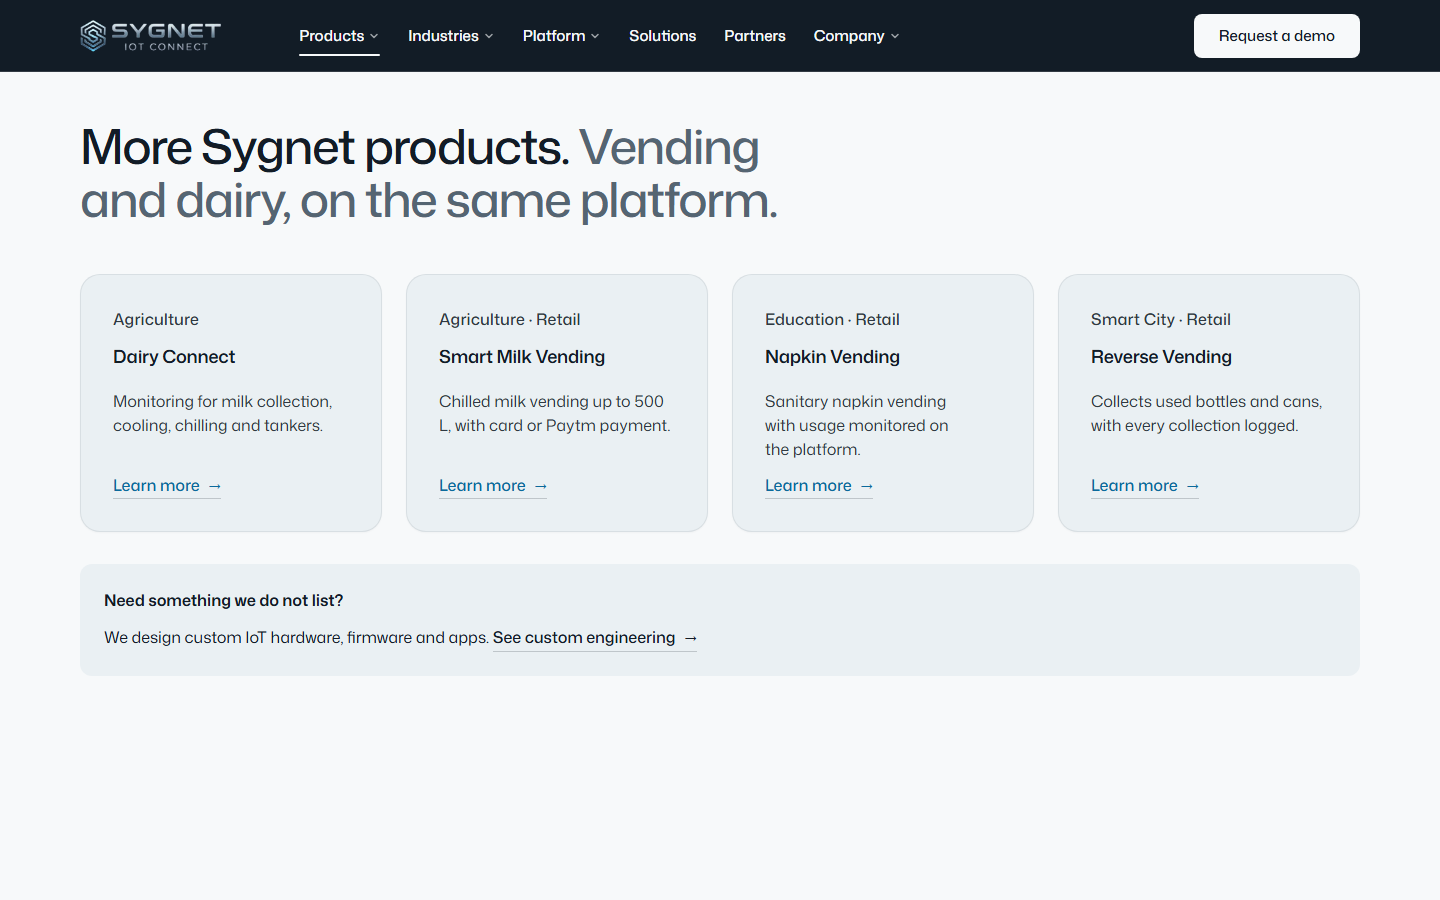 SYGNET
IOT CONNECT
Products
Industries
Platform
Solutions
Partners
Company
Request a demo
More Sygnet products. Vending
and dairy, on the same platform.
Agriculture
Dairy Connect
Monitoring for milk collection,
cooling, chilling and tankers.
Learn more →
Agriculture · Retail
Smart Milk Vending
Chilled milk vending up to 500
L, with card or Paytm payment.
Learn more →
Education · Retail
Napkin Vending
Sanitary napkin vending
with usage monitored on
the platform.
Learn more →
Smart City · Retail
Reverse Vending
Collects used bottles and cans,
with every collection logged.
Learn more →
Need something we do not list?
We design custom IoT hardware, firmware and apps. See custom engineering →